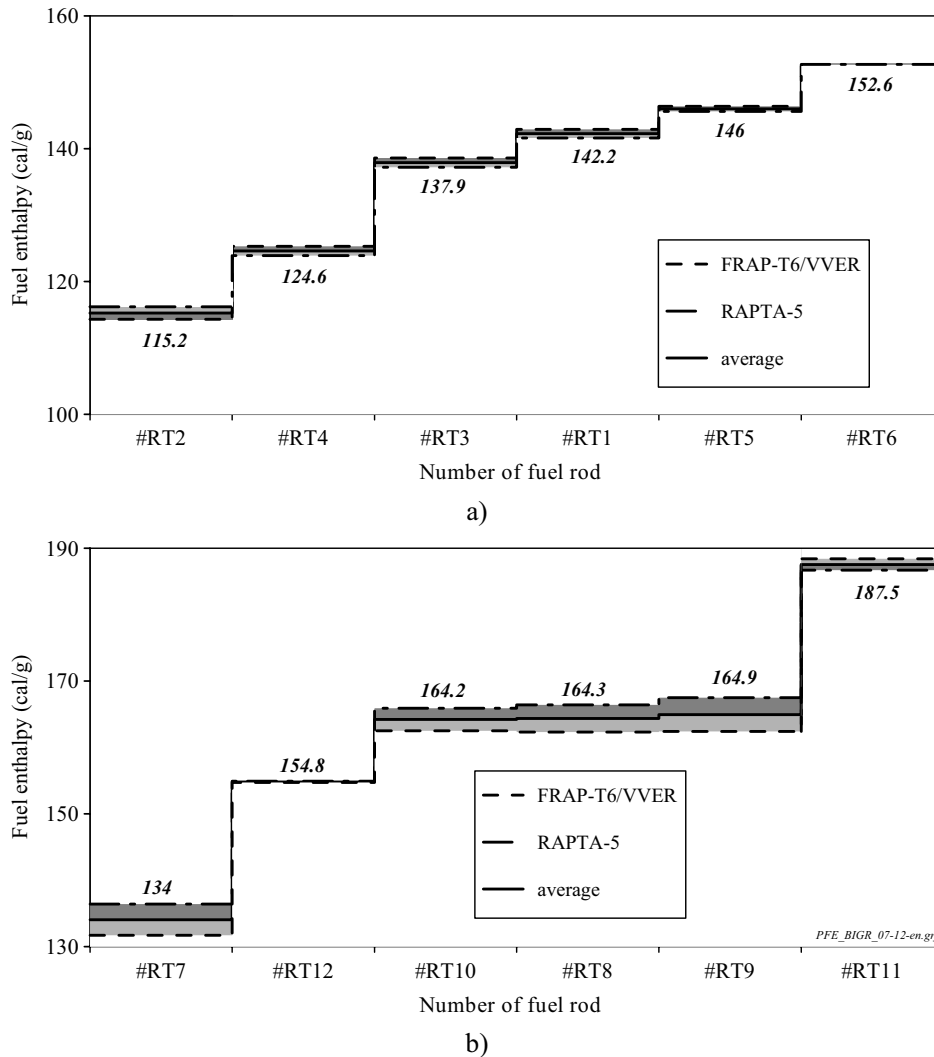 160
140
120
100
Fuel enthalpy (cal/g)
115.2
124.6
137.9
142.2
146
152.6
FRAP-T6/VVER
RAPTA-5
average
#RT2 #RT4 #RT3 #RT1 #RT5 #RT6
Number of fuel rod
a)
190
170
150
130
Fuel enthalpy (cal/g)
134
154.8
164.2
164.3
164.9
187.5
FRAP-T6/VVER
RAPTA-5
average
PFE_BIGR_07-12-en.gr
#RT7 #RT12 #RT10 #RT8 #RT9 #RT11
Number of fuel rod
b)